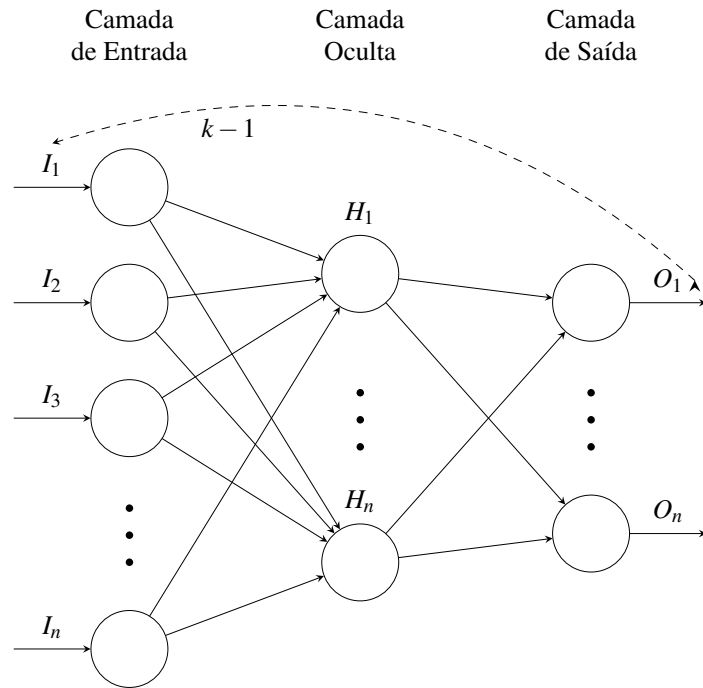 Camada
de Entrada
Camada
Oculta
Camada
de Saída
k − 1
I1
H1
I2
O1
I3
Hn
On
In